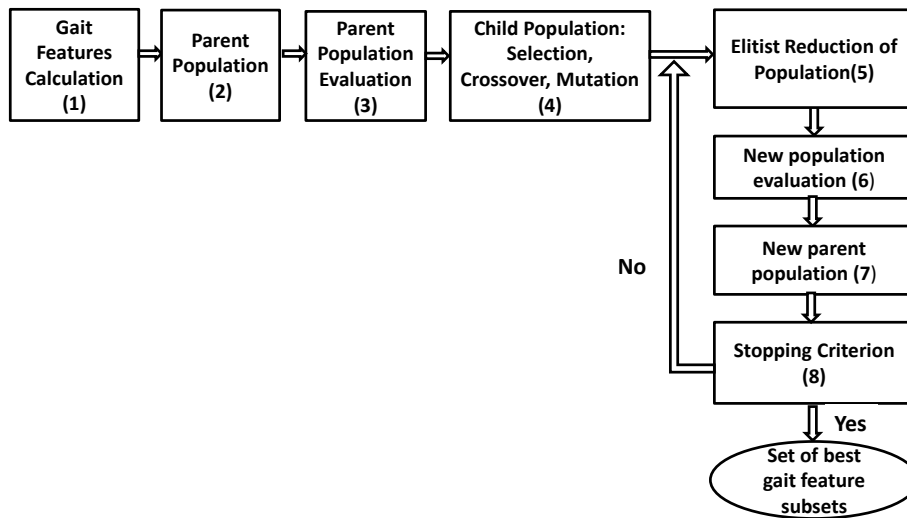 Gait
Features
Calculation
(1)
Parent
Population
(2)
Parent
Population
Evaluation
(3)
Child Population:
Selection,
Crossover, Mutation
(4)
Elitist Reduction of
Population(5)
New population
evaluation (6)
New parent
population (7)
No
Stopping Criterion
(8)
Yes
Set of best
gait feature
subsets